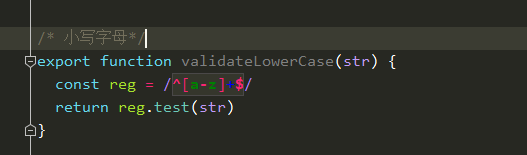 /* 小写字母*/
export function validateLowerCase(str) {
const reg = /^[a-z]+$/
return reg.test(str)
}